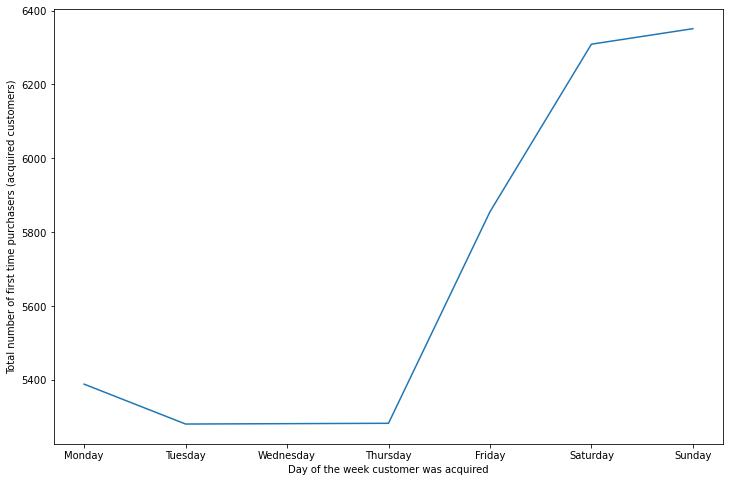 6400
6200
6000
5800
5600
5400
Total number of first time purchasers (acquired customers)
Monday Tuesday Wednesday Thursday Friday Saturday Sunday
Day of the week customer was acquired